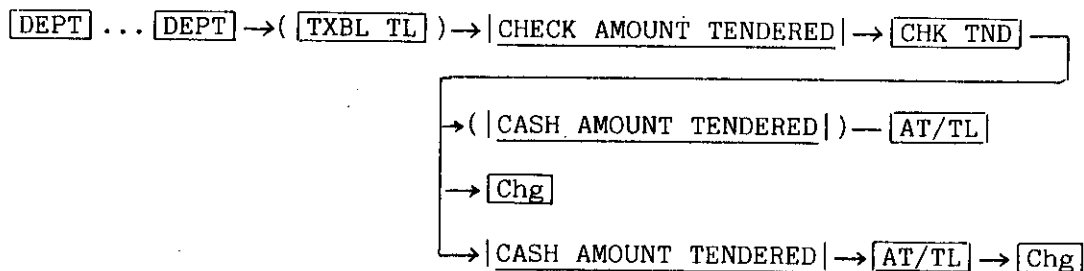 DEPT ... DEPT → ( TXBL TL ) → |CHECK AMOUNT TENDERED| → CHK TND
→ ( |CASH AMOUNT TENDERED| ) — AT/TL
→ Chg
→ |CASH AMOUNT TENDERED| → AT/TL → Chg